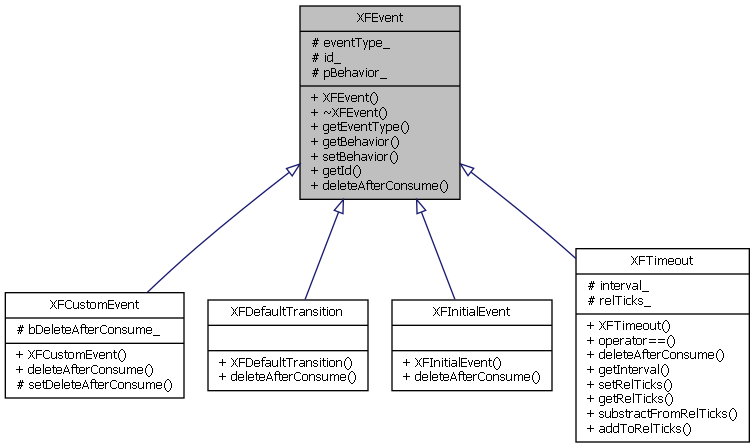 XFEvent
# eventType_
# id_
# pBehavior_
+ XFEvent()
+ ~XFEvent()
+ getEventType()
+ getBehavior()
+ setBehavior()
+ getId()
+ deleteAfterConsume()
XFCustomEvent
# bDeleteAfterConsume_
+ XFCustomEvent()
+ deleteAfterConsume()
# setDeleteAfterConsume()
XFDefaultTransition
+ XFDefaultTransition()
+ deleteAfterConsume()
XFInitialEvent
+ XFInitialEvent()
+ deleteAfterConsume()
XFTimeout
# interval_
# relTicks_
+ XFTimeout()
+ operator==()
+ deleteAfterConsume()
+ getInterval()
+ setRelTicks()
+ getRelTicks()
+ substractFromRelTicks()
+ addToRelTicks()